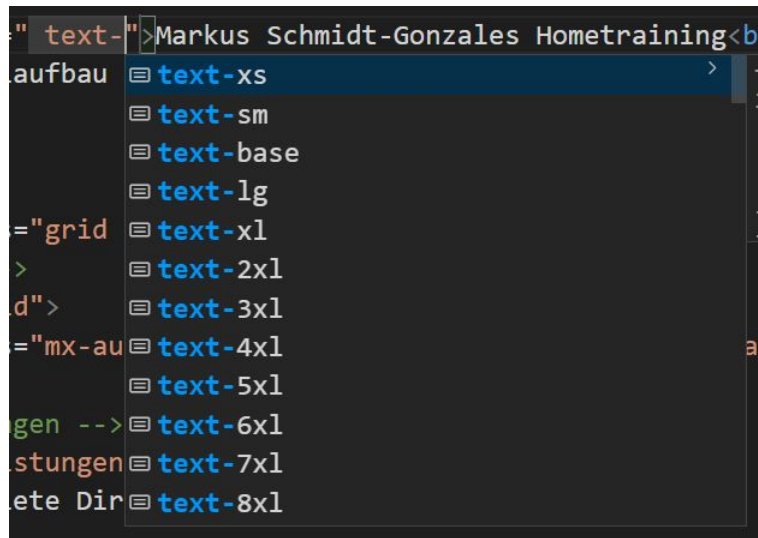 =" text-">Markus Schmidt-Gonzales Hometraining<b
aufbau text-xs >
text-sm
text-base
text-lg
="grid text-xl
> text-2xl
d"> text-3xl
="mx-au text-4xl a
text-5xl
gen --> text-6xl
stungen text-7xl
ete Dir text-8xl